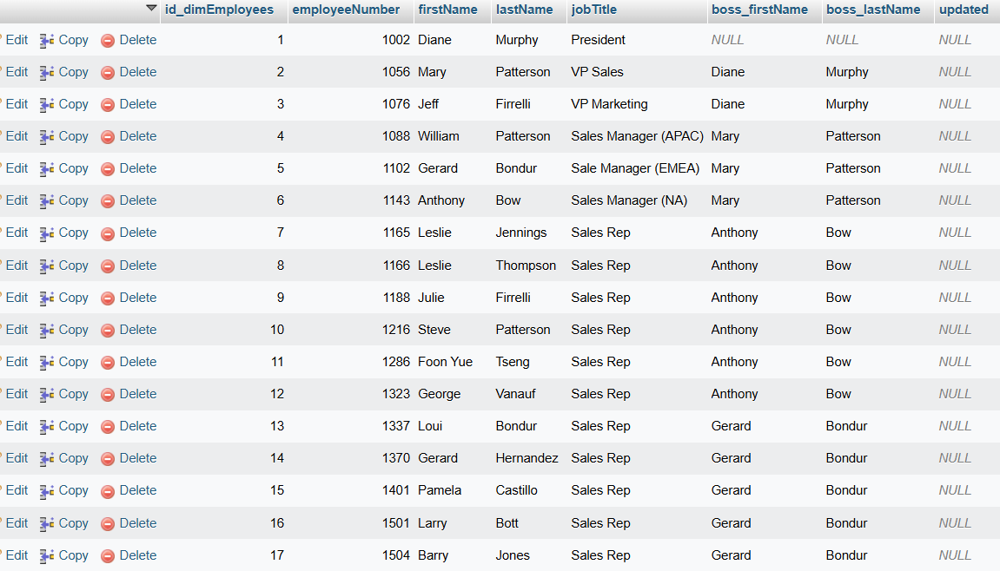 id_dimEmployees employeeNumber firstName lastName jobTitle boss_firstName boss_lastName updated
Edit Copy Delete 1 1002 Diane Murphy President NULL NULL NULL
Edit Copy Delete 2 1056 Mary Patterson VP Sales Diane Murphy NULL
Edit Copy Delete 3 1076 Jeff Firrelli VP Marketing Diane Murphy NULL
Edit Copy Delete 4 1088 William Patterson Sales Manager (APAC) Mary Patterson NULL
Edit Copy Delete 5 1102 Gerard Bondur Sale Manager (EMEA) Mary Patterson NULL
Edit Copy Delete 6 1143 Anthony Bow Sales Manager (NA) Mary Patterson NULL
Edit Copy Delete 7 1165 Leslie Jennings Sales Rep Anthony Bow NULL
Edit Copy Delete 8 1166 Leslie Thompson Sales Rep Anthony Bow NULL
Edit Copy Delete 9 1188 Julie Firrelli Sales Rep Anthony Bow NULL
Edit Copy Delete 10 1216 Steve Patterson Sales Rep Anthony Bow NULL
Edit Copy Delete 11 1286 Foon Yue Tseng Sales Rep Anthony Bow NULL
Edit Copy Delete 12 1323 George Vanauf Sales Rep Anthony Bow NULL
Edit Copy Delete 13 1337 Loui Bondur Sales Rep Gerard Bondur NULL
Edit Copy Delete 14 1370 Gerard Hernandez Sales Rep Gerard Bondur NULL
Edit Copy Delete 15 1401 Pamela Castillo Sales Rep Gerard Bondur NULL
Edit Copy Delete 16 1501 Larry Bott Sales Rep Gerard Bondur NULL
Edit Copy Delete 17 1504 Barry Jones Sales Rep Gerard Bondur NULL